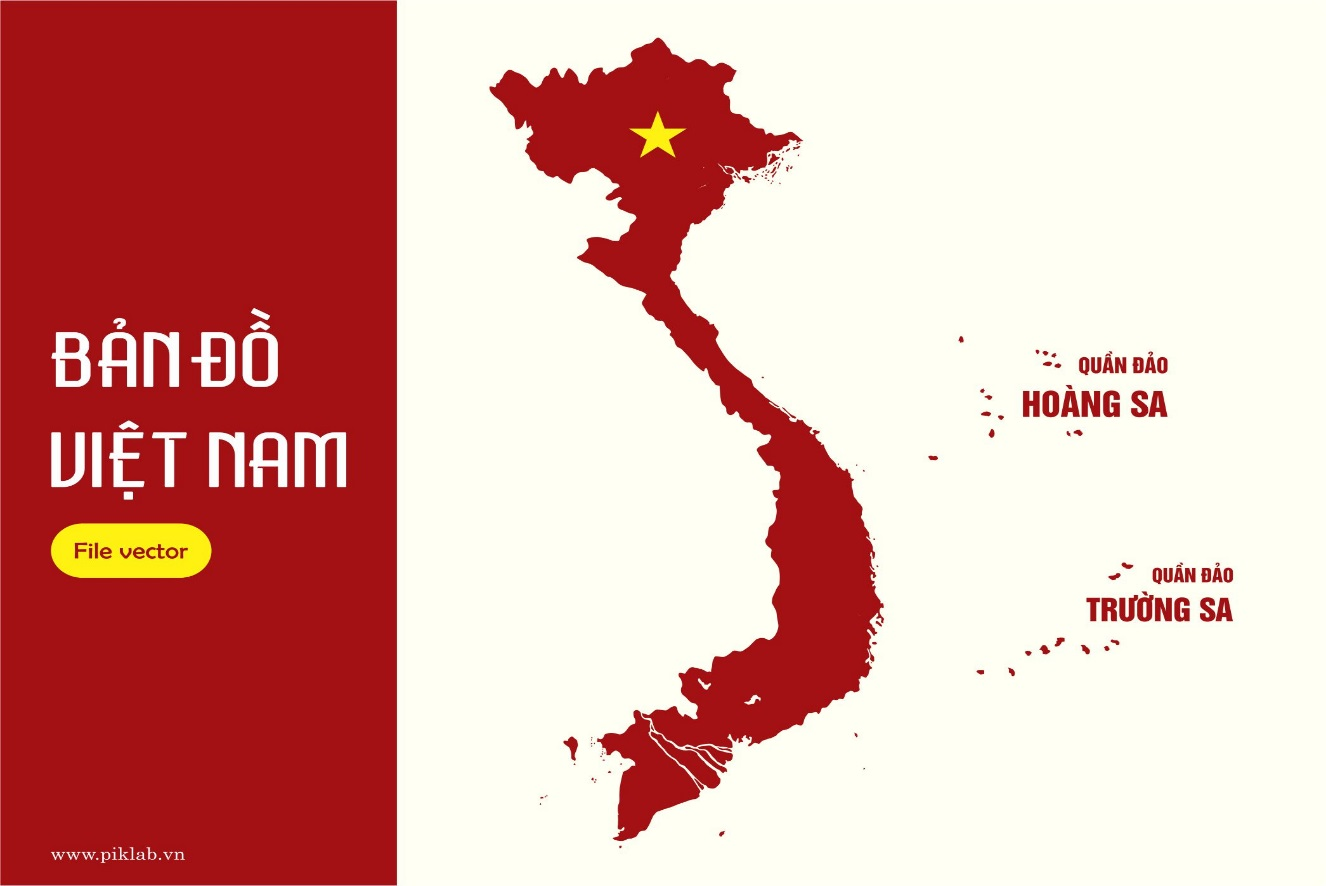 BẢN ĐỒ
VIỆT NAM
File vector
www.piklab.vn
QUẦN ĐẢO
HOÀNG SA
QUẦN ĐẢO
TRƯỜNG SA